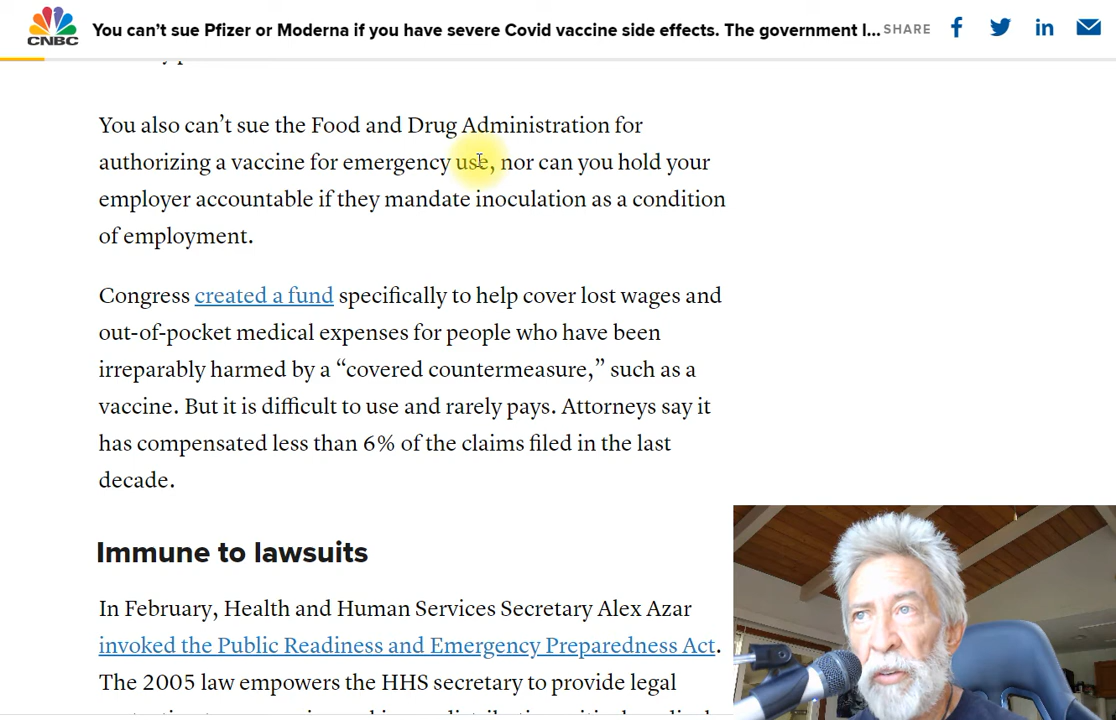 CNBC
You can’t sue Pfizer or Moderna if you have severe Covid vaccine side effects. The government l...
SHARE
You also can’t sue the Food and Drug Administration for
authorizing a vaccine for emergency use, nor can you hold your
employer accountable if they mandate inoculation as a condition
of employment.
Congress created a fund specifically to help cover lost wages and
out-of-pocket medical expenses for people who have been
irreparably harmed by a “covered countermeasure,” such as a
vaccine. But it is difficult to use and rarely pays. Attorneys say it
has compensated less than 6% of the claims filed in the last
decade.
Immune to lawsuits
In February, Health and Human Services Secretary Alex Azar
invoked the Public Readiness and Emergency Preparedness Act.
The 2005 law empowers the HHS secretary to provide legal